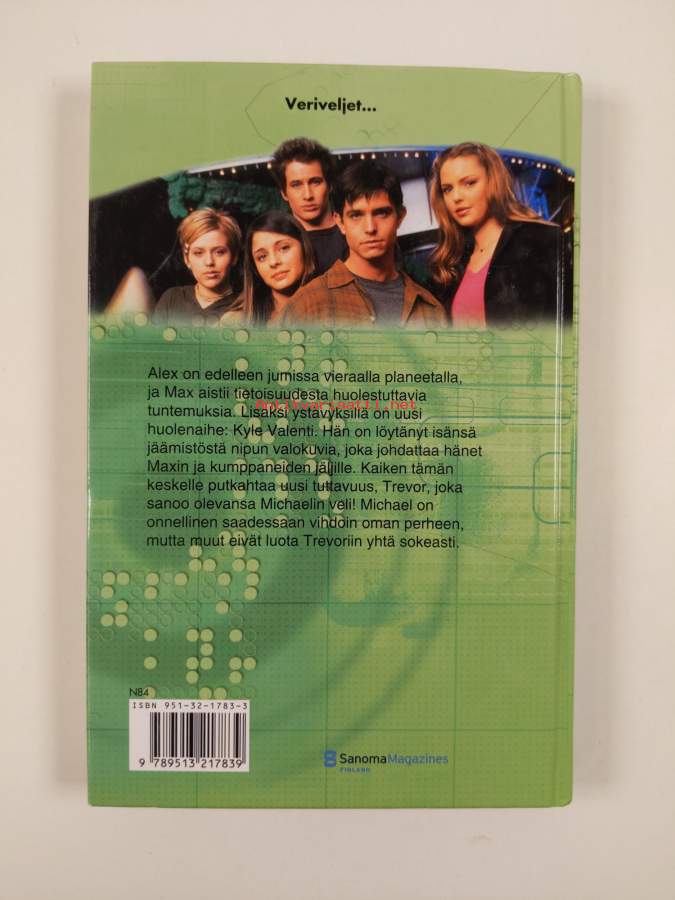 Veriveljet...
Alex on edelleen jumissa vieraalla planeetalla,
ja Max aistii tietoisuudesta huolestuttavia
Antikvariaatti.net
tuntemuksia. Lisäksi ystävyksillä on uusi
huolenaihe: Kyle Valenti. Hän on löytänyt isänsä
jäämistöstä nipun valokuvia, joka johdattaa hänet
Maxin ja kumppaneiden jäljille. Kaiken tämän
keskelle putkahtaa uusi tuttavuus, Trevor, joka
sanoo olevansa Michaelin veli! Michael on
onnellinen saadessaan vihdoin oman perheen,
mutta muut eivät luota Trevoriin yhtä sokeasti.
N84
ISBN 951-32-1783-3
9 789513 217839
SanomaMagazines
FINLAND